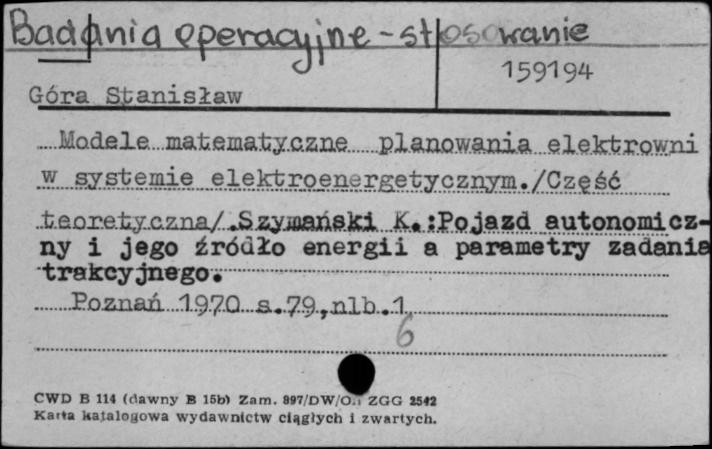 Badania operacyjne - stosowanie
159194
Góra Stanisław
Modele matematyczne planowania elektrowni
w systemie elektroenergetycznym./Część
teoretyczna/.Szymański K.:Pojazd autonomicz-
ny i jego źródło energii a parametry zadania
trakcyjnego.
Poznań 1970 s.79,nlb.1
6
CWD B 114 (dawny B 15b) Zam. 897/DW/ ZGG 2542
Karta katalogowa wydawnictw ciągłych i zwartych.